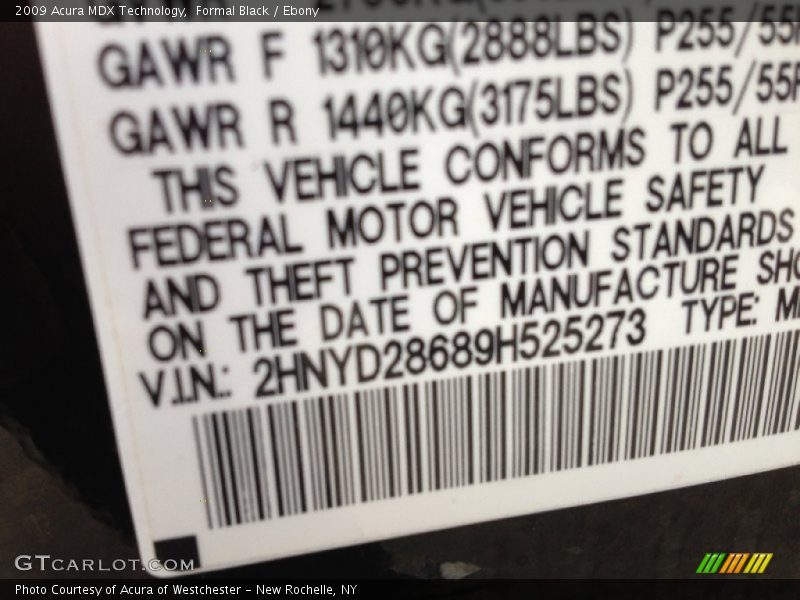 2009 Acura MDX Technology, Formal Black / Ebony
GAWR F 1310KG(2888LBS) P255/55
GAWR R 1440KG(3175LBS) P255/55
THIS VEHICLE CONFORMS TO ALL
FEDERAL MOTOR VEHICLE SAFETY
AND THEFT PREVENTION STANDARDS
ON THE DATE OF MANUFACTURE SHO
V.I.N.: 2HNYD28689H525273 TYPE: M
GTCARLOT.COM
Photo Courtesy of Acura of Westchester - New Rochelle, NY